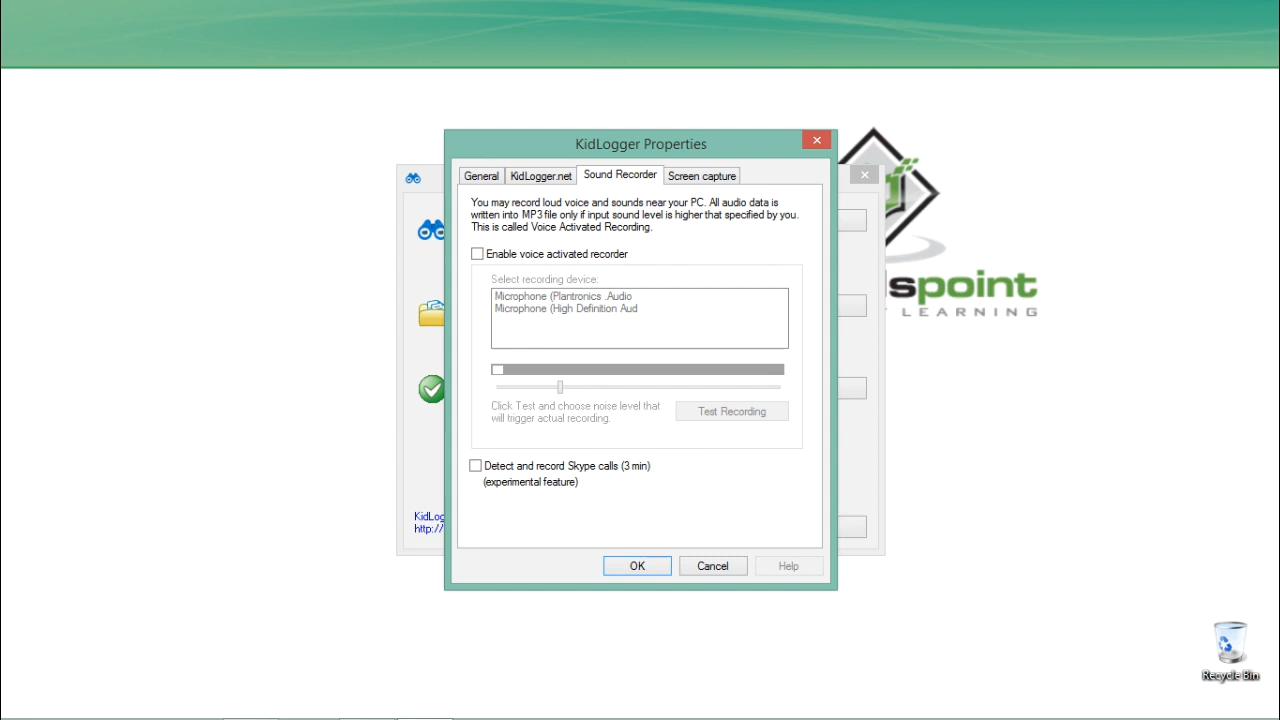 KidLogger Properties
General
KidLogger.net
Sound Recorder
Screen capture
You may record loud voice and sounds near your PC. All audio data is
written into MP3 file only if input sound level is higher that specified by you.
This is called Voice Activated Recording.
Enable voice activated recorder
Select recording device:
Microphone (Plantronics .Audio
Microphone (High Definition Aud
Click Test and choose noise level that
will trigger actual recording.
Test Recording
Detect and record Skype calls (3 min)
(experimental feature)
OK
Cancel
Help
KidLog
http://
spoint
LEARNING
Recycle Bin